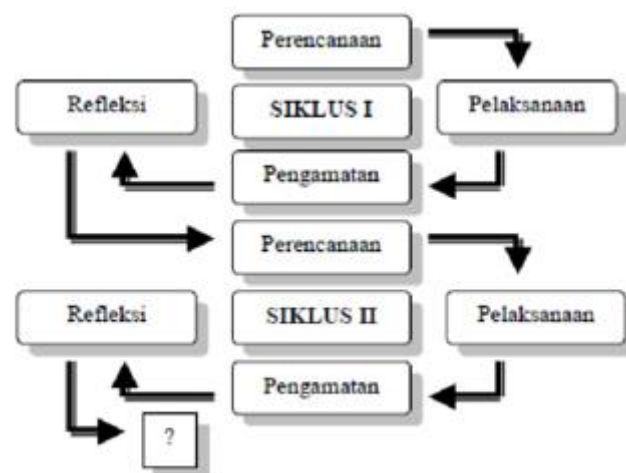 Perencanaan
Refleksi
SIKLUS I
Pelaksanaan
Pengamatan
Perencanaan
Refleksi
SIKLUS II
Pelaksanaan
Pengamatan
?